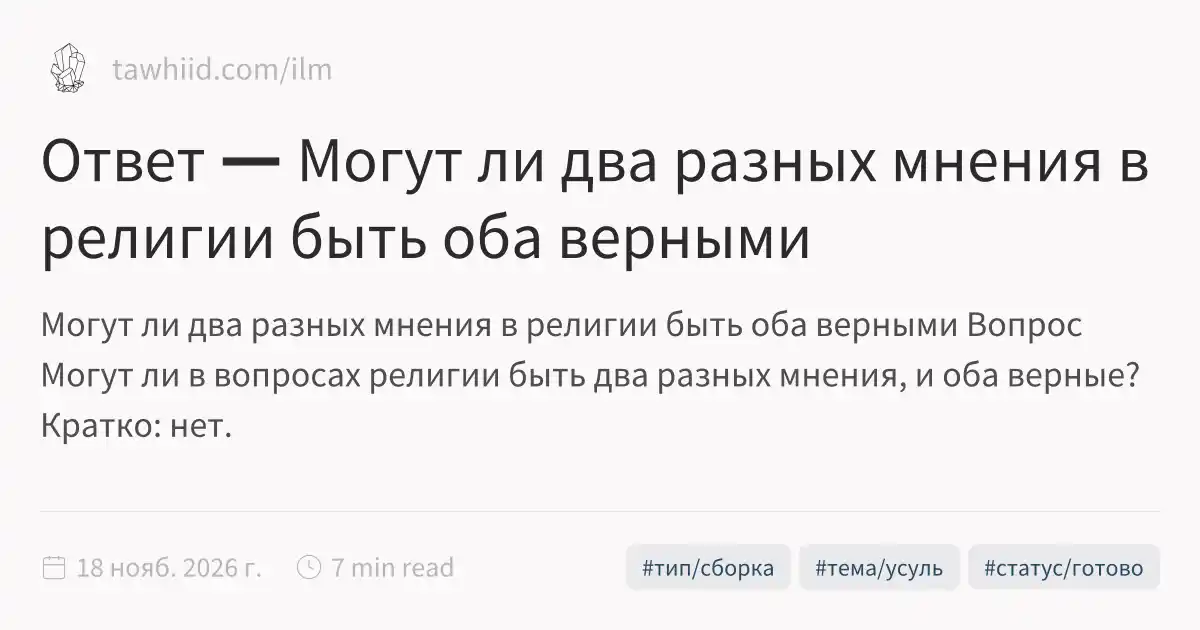 tawhiid.com/ilm
Ответ — Могут ли два разных мнения в
религии быть оба верными
Могут ли два разных мнения в религии быть оба верными Вопрос
Могут ли в вопросах религии быть два разных мнения, и оба верные?
Кратко: нет.
18 нояб. 2026 г. 7 min read #тип/сборка #тема/усуль #статус/готово